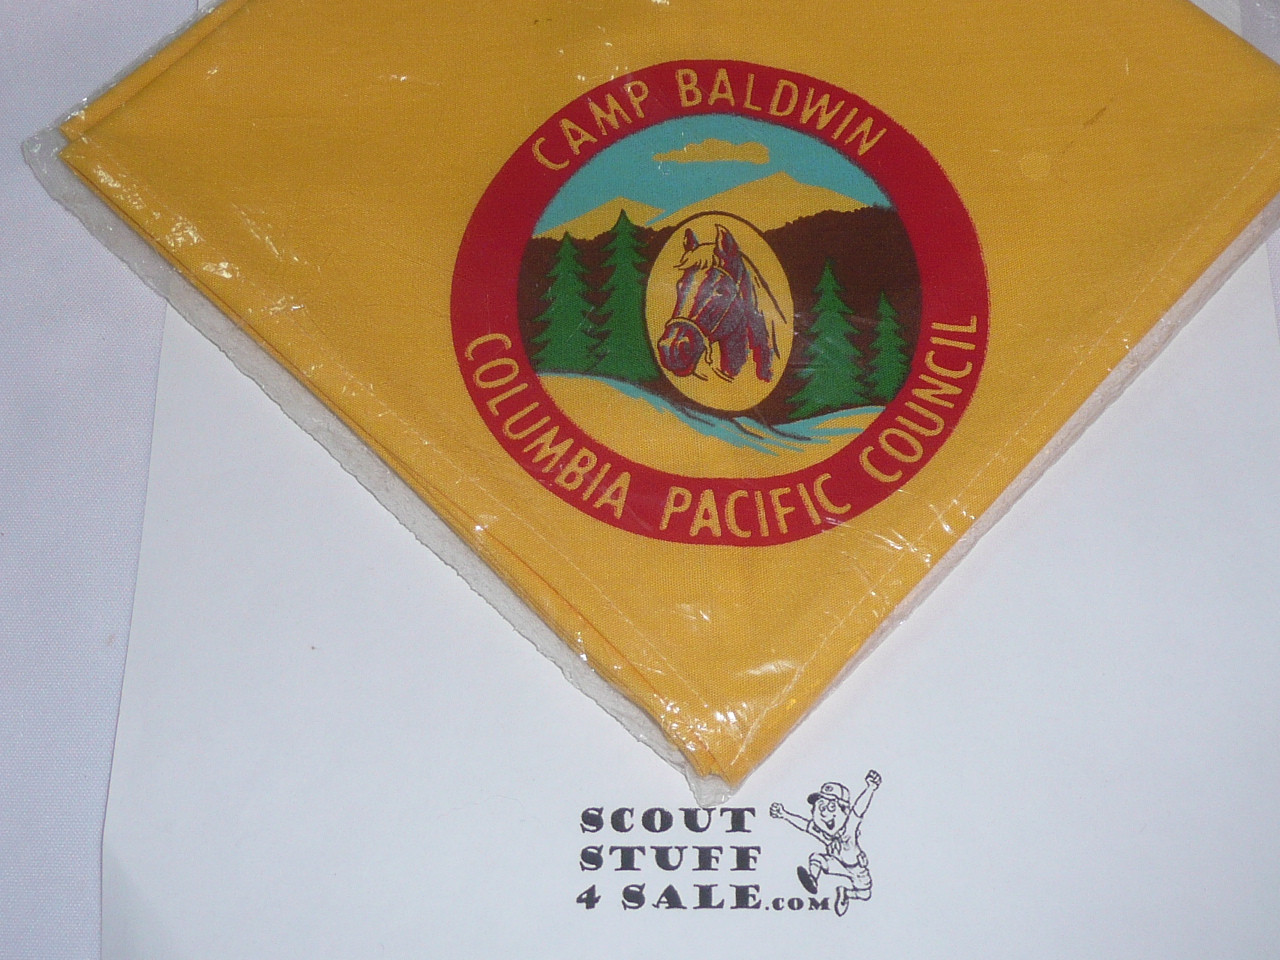 CAMP BALDWIN
COLUMBIA PACIFIC COUNCIL
SCOUT
STUFF
4 SALE.COM